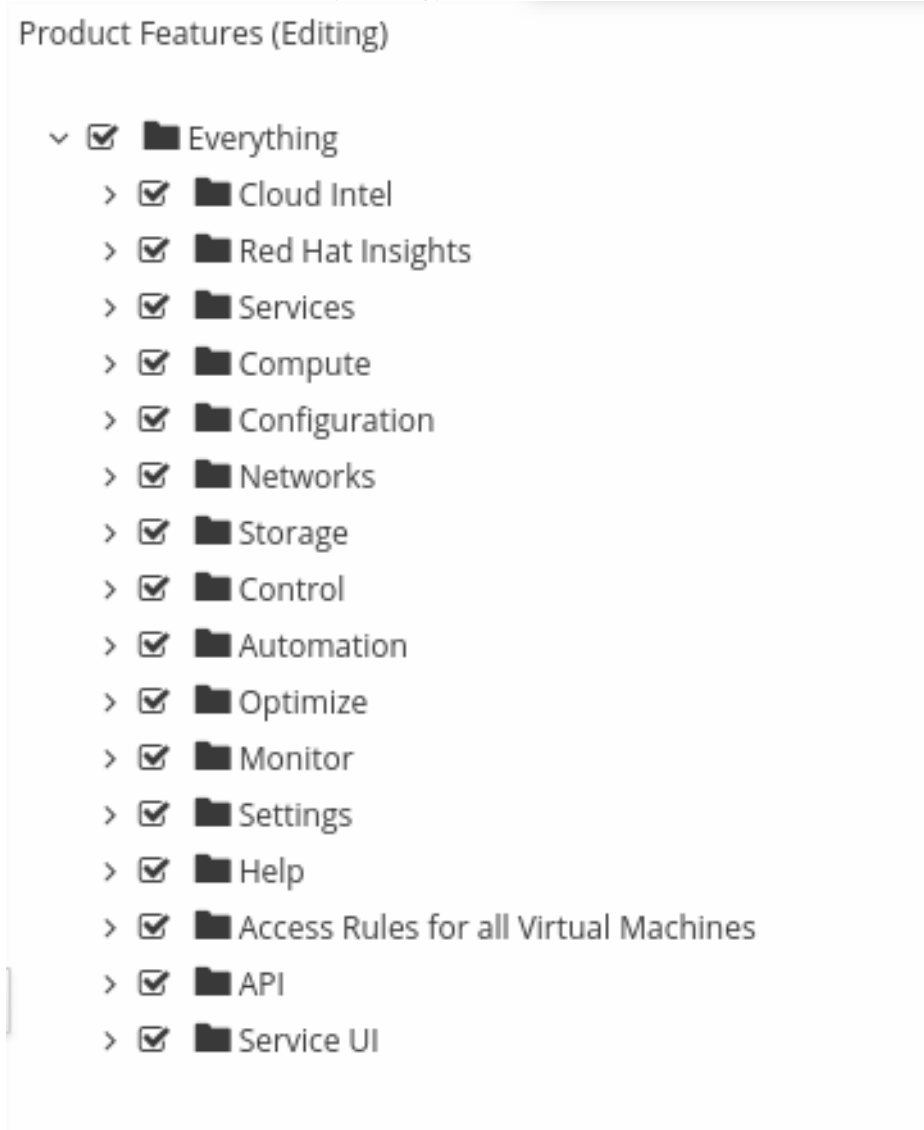 Product Features (Editing)
Everything
Cloud Intel
Red Hat Insights
Services
Compute
Configuration
Networks
Storage
Control
Automation
Optimize
Monitor
Settings
Help
Access Rules for all Virtual Machines
API
Service UI